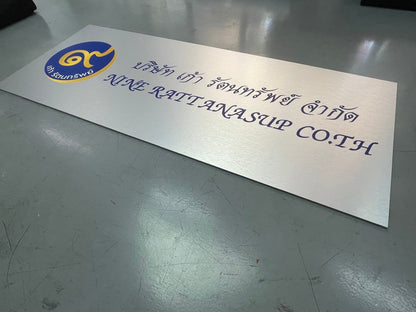 ๙
เก้า รัตนทรัพย์
บริษัท เก้า รัตนทรัพย์ จำกัด
NINE RATTANASUP CO.TH